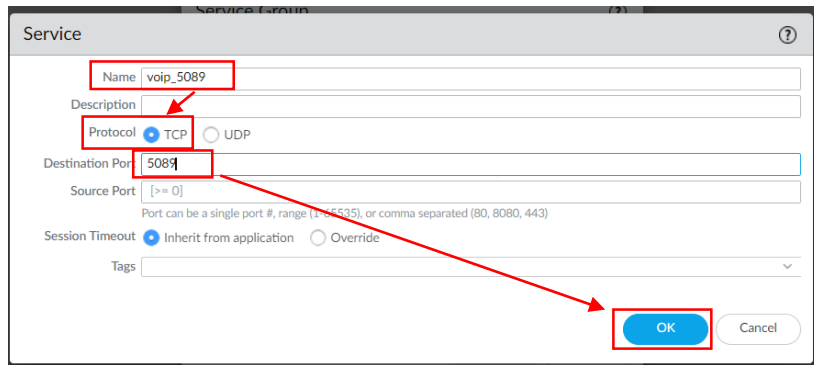 Service Group
Service
Name voip_5089
Description
Protocol TCP UDP
Destination Port 5089
Source Port [>= 0]
Port can be a single port #, range (1-65535), or comma separated (80, 8080, 443)
Session Timeout Inherit from application Override
Tags
OK Cancel